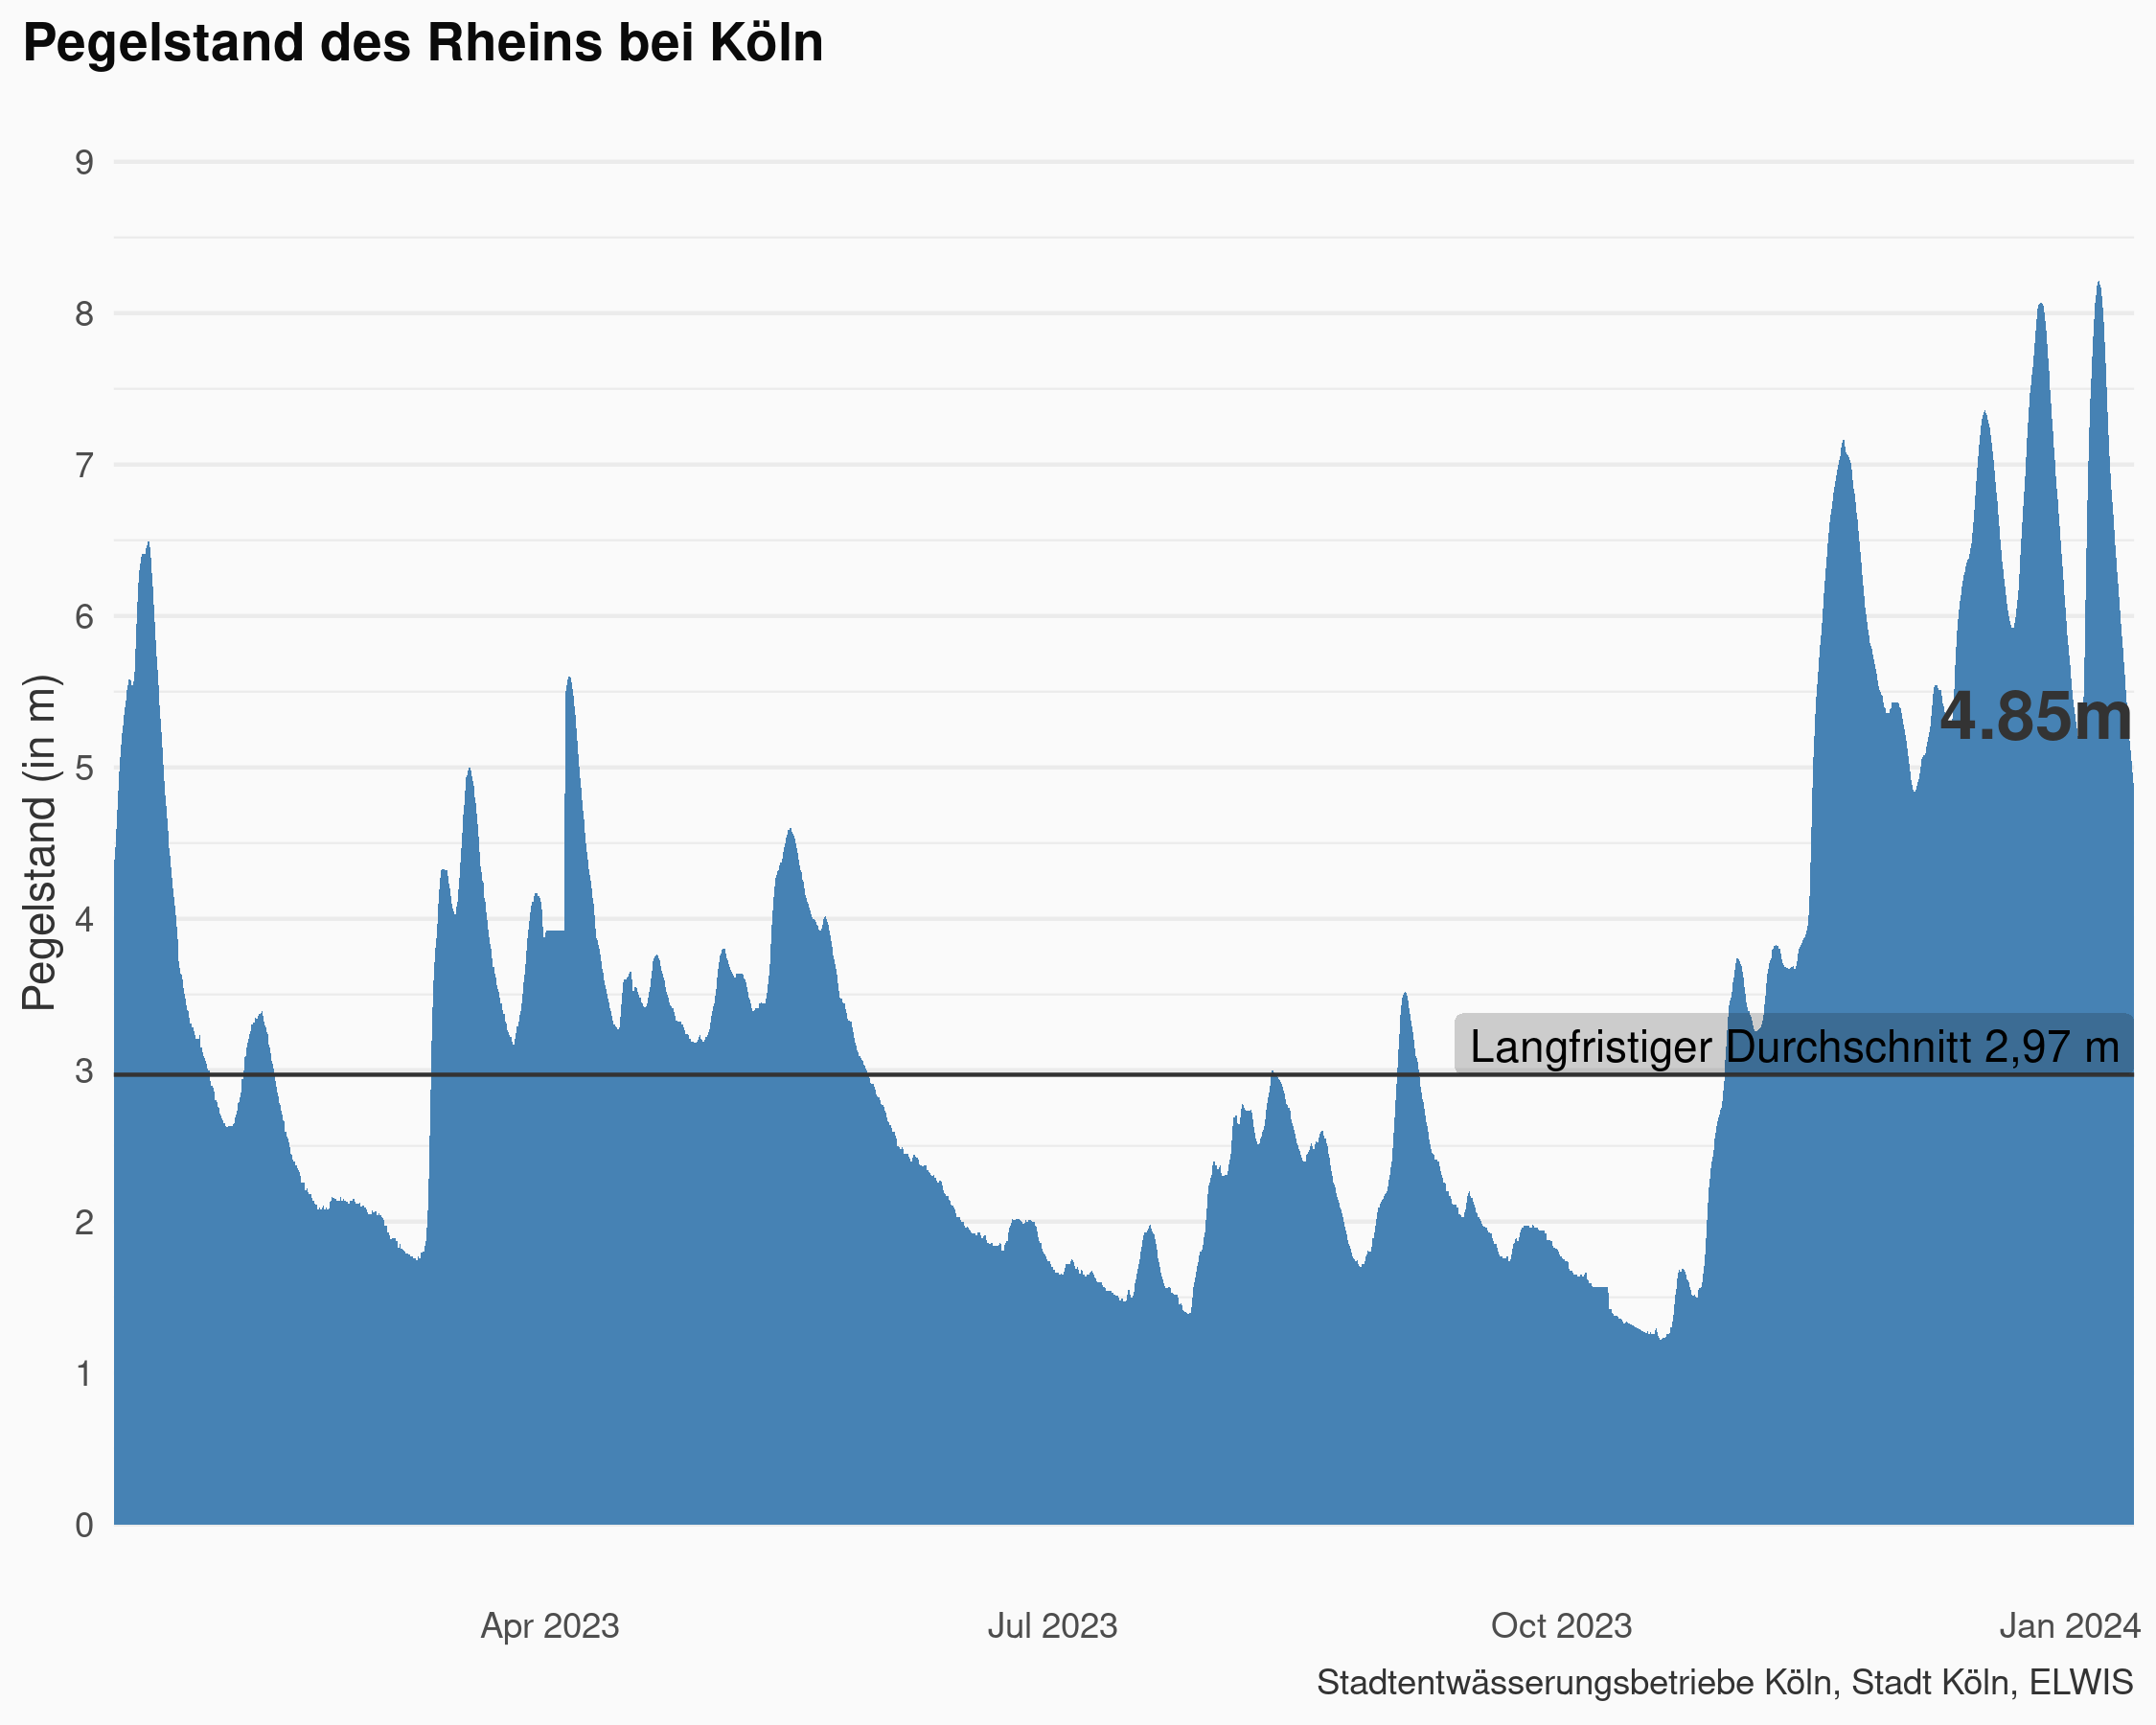 Pegelstand des Rheins bei Köln
Pegelstand (in m)
9
8
7
6
5
4
3
2
1
0
4.85m
Langfristiger Durchschnitt 2,97 m
Apr 2023
Jul 2023
Oct 2023
Jan 2024
Stadtentwässerungsbetriebe Köln, Stadt Köln, ELWIS